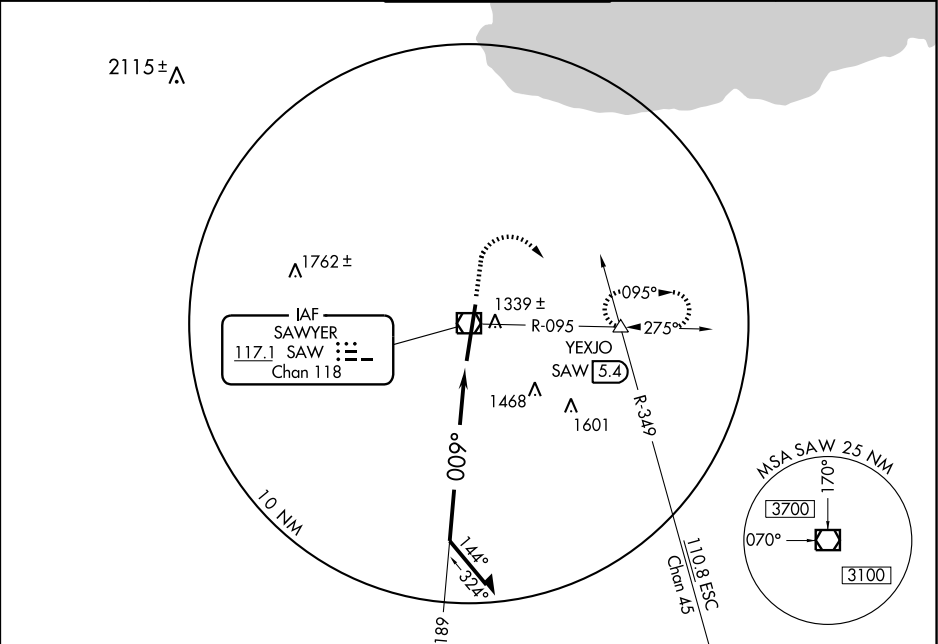 2115±
1762±
IAF
SAWYER
117.1 SAW
Chan 118
1339±
R-095
095°
275°
YEXJO
SAW 5.4
1468
1601
R-349
009°
10 NM
144°
324°
189
110.8 ESC
Chan 45
MSA SAW 25 NM
170°
3700
070°
3100